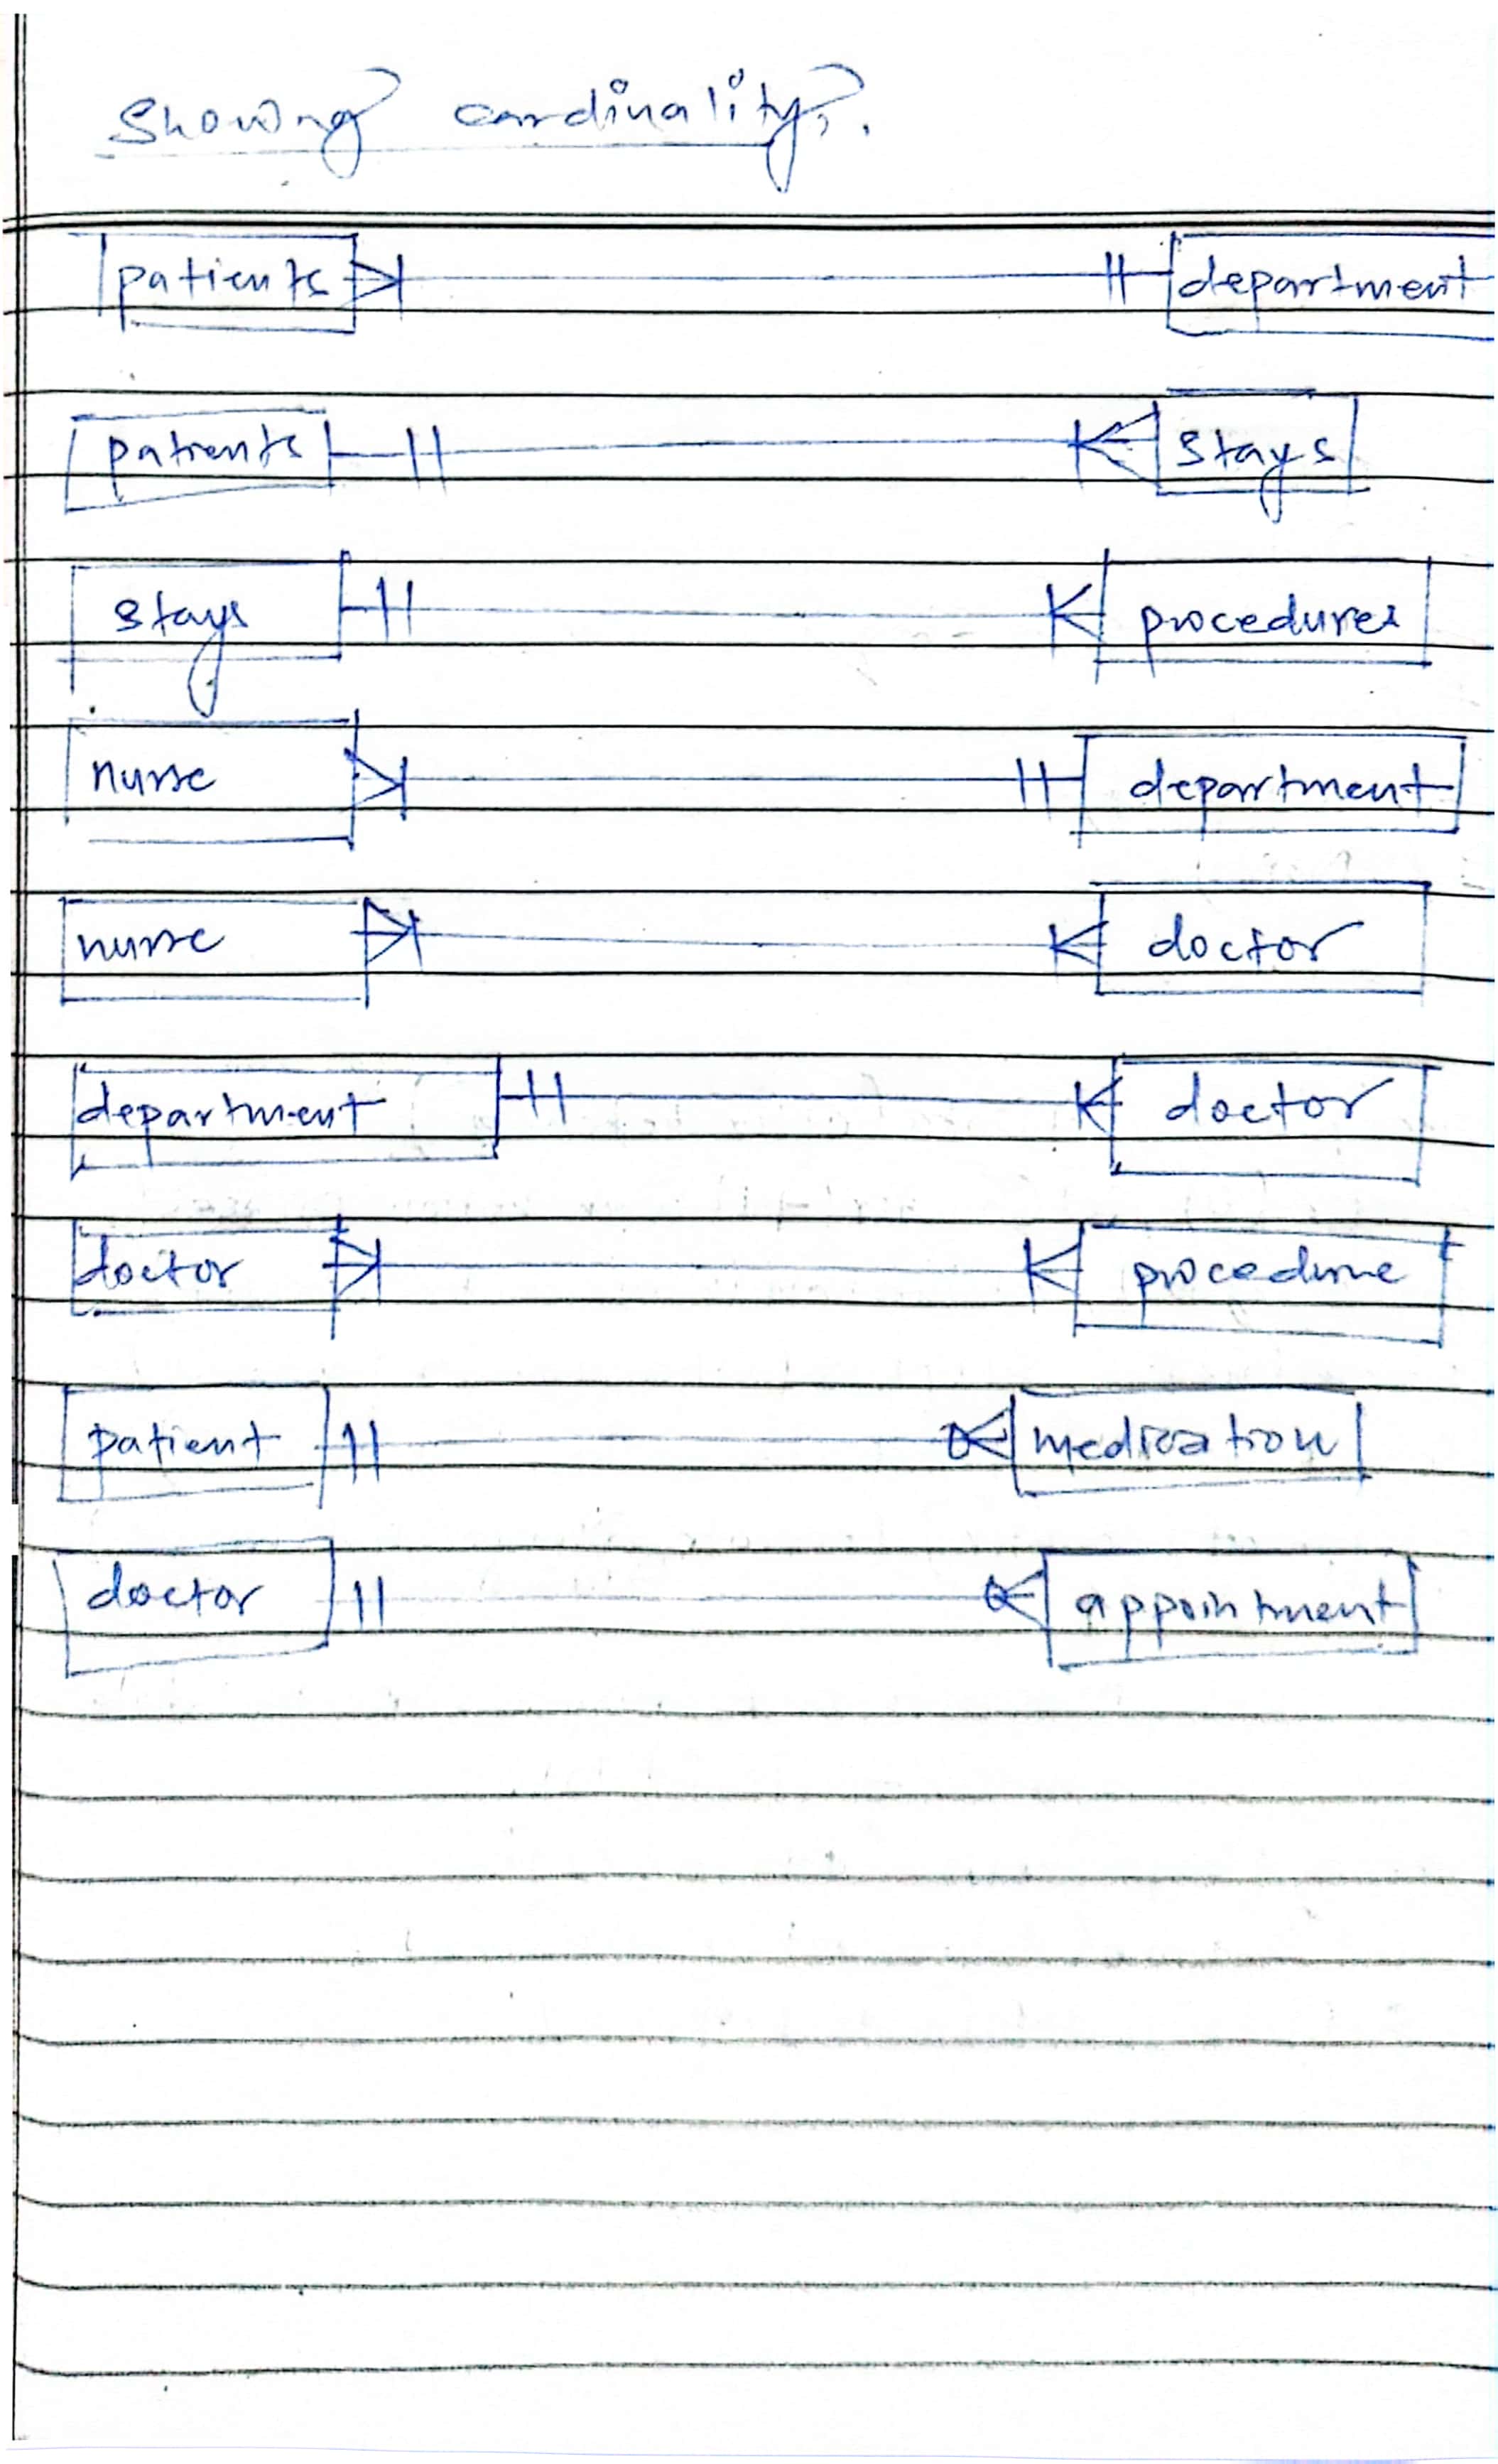 Showing cardinality.
patients department
patients stays
stays procedures
nurse department
nurse doctor
department doctor
doctor procedure
patient medication
doctor appointment